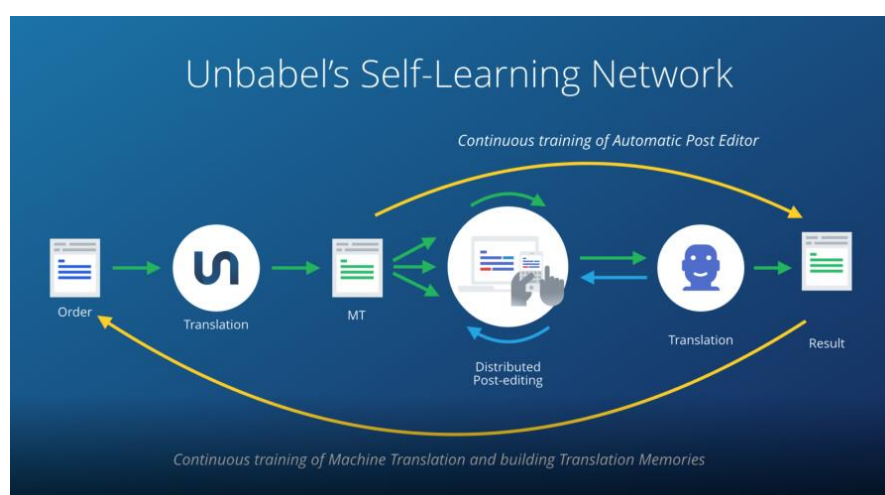 Unbabel's Self-Learning Network
Continuous training of Automatic Post Editor
Order
Translation
MT
Distributed
Post-editing
Translation
Result
Continuous training of Machine Translation and building Translation Memories